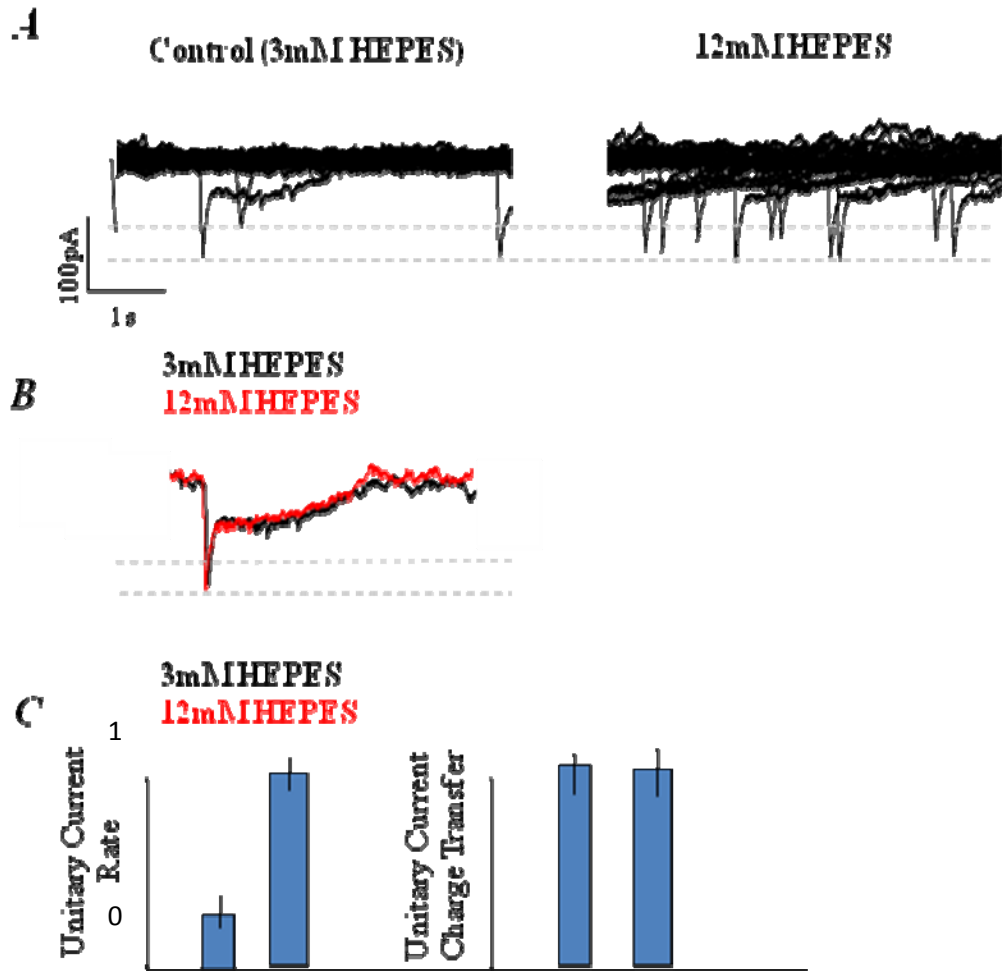 A
Control (3mM HEPES)
12mM HEPES
100pA
1s
B
3mM HEPES
12mM HEPES
C
3mM HEPES
12mM HEPES
1
Unitary Current
Rate
0
Unitary Current
Charge Transfer